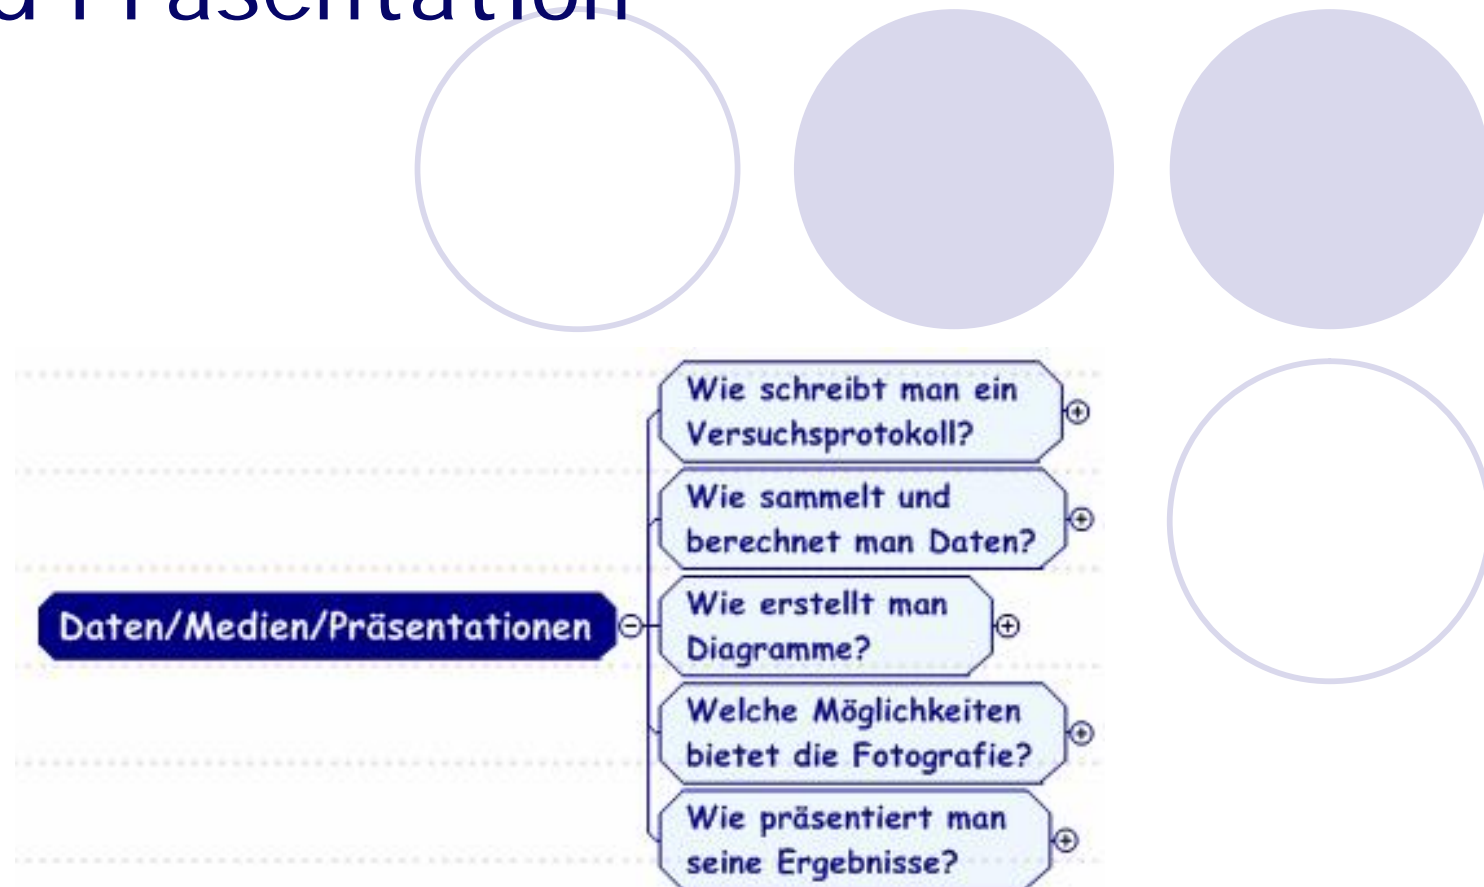 Präsentation
Wie schreibt man ein
Versuchsprotokoll?
Wie sammelt und
berechnet man Daten?
Daten/Medien/Präsentationen
Wie erstellt man
Diagramme?
Welche Möglichkeiten
bietet die Fotografie?
Wie präsentiert man
seine Ergebnisse?